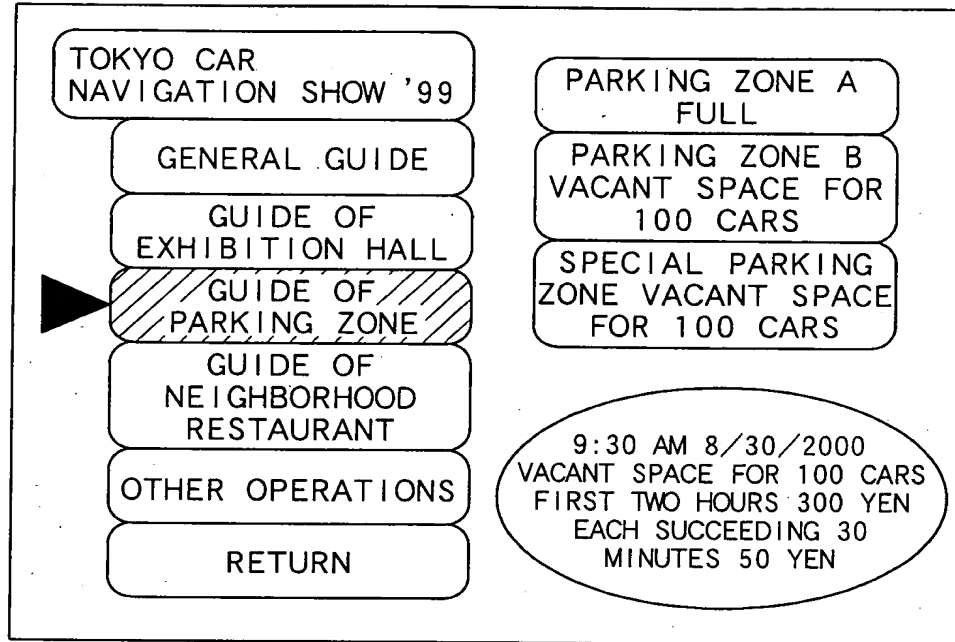 TOKYO CAR
NAVIGATION SHOW '99
GENERAL GUIDE
GUIDE OF
EXHIBITION HALL
GUIDE OF
PARKING ZONE
GUIDE OF
NEIGHBORHOOD
RESTAURANT
OTHER OPERATIONS
RETURN
PARKING ZONE A
FULL
PARKING ZONE B
VACANT SPACE FOR
100 CARS
SPECIAL PARKING
ZONE VACANT SPACE
FOR 100 CARS
9:30 AM 8/30/2000
VACANT SPACE FOR 100 CARS
FIRST TWO HOURS 300 YEN
EACH SUCCEEDING 30
MINUTES 50 YEN